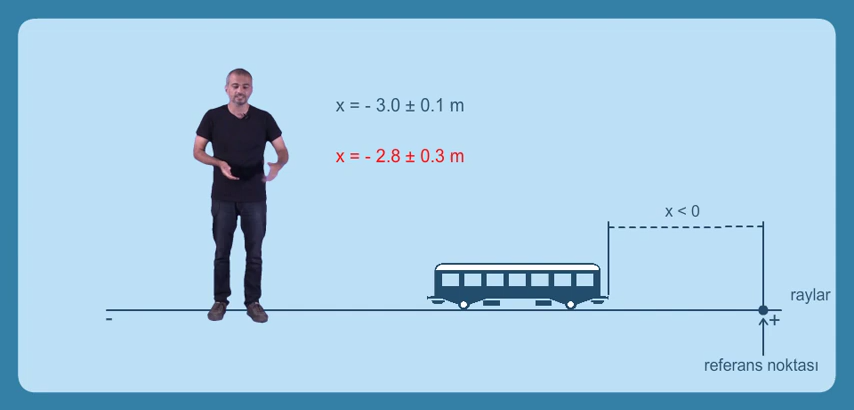 x = - 3.0 ± 0.1 m
x = - 2.8 ± 0.3 m
x < 0
raylar
-
+
referans noktası